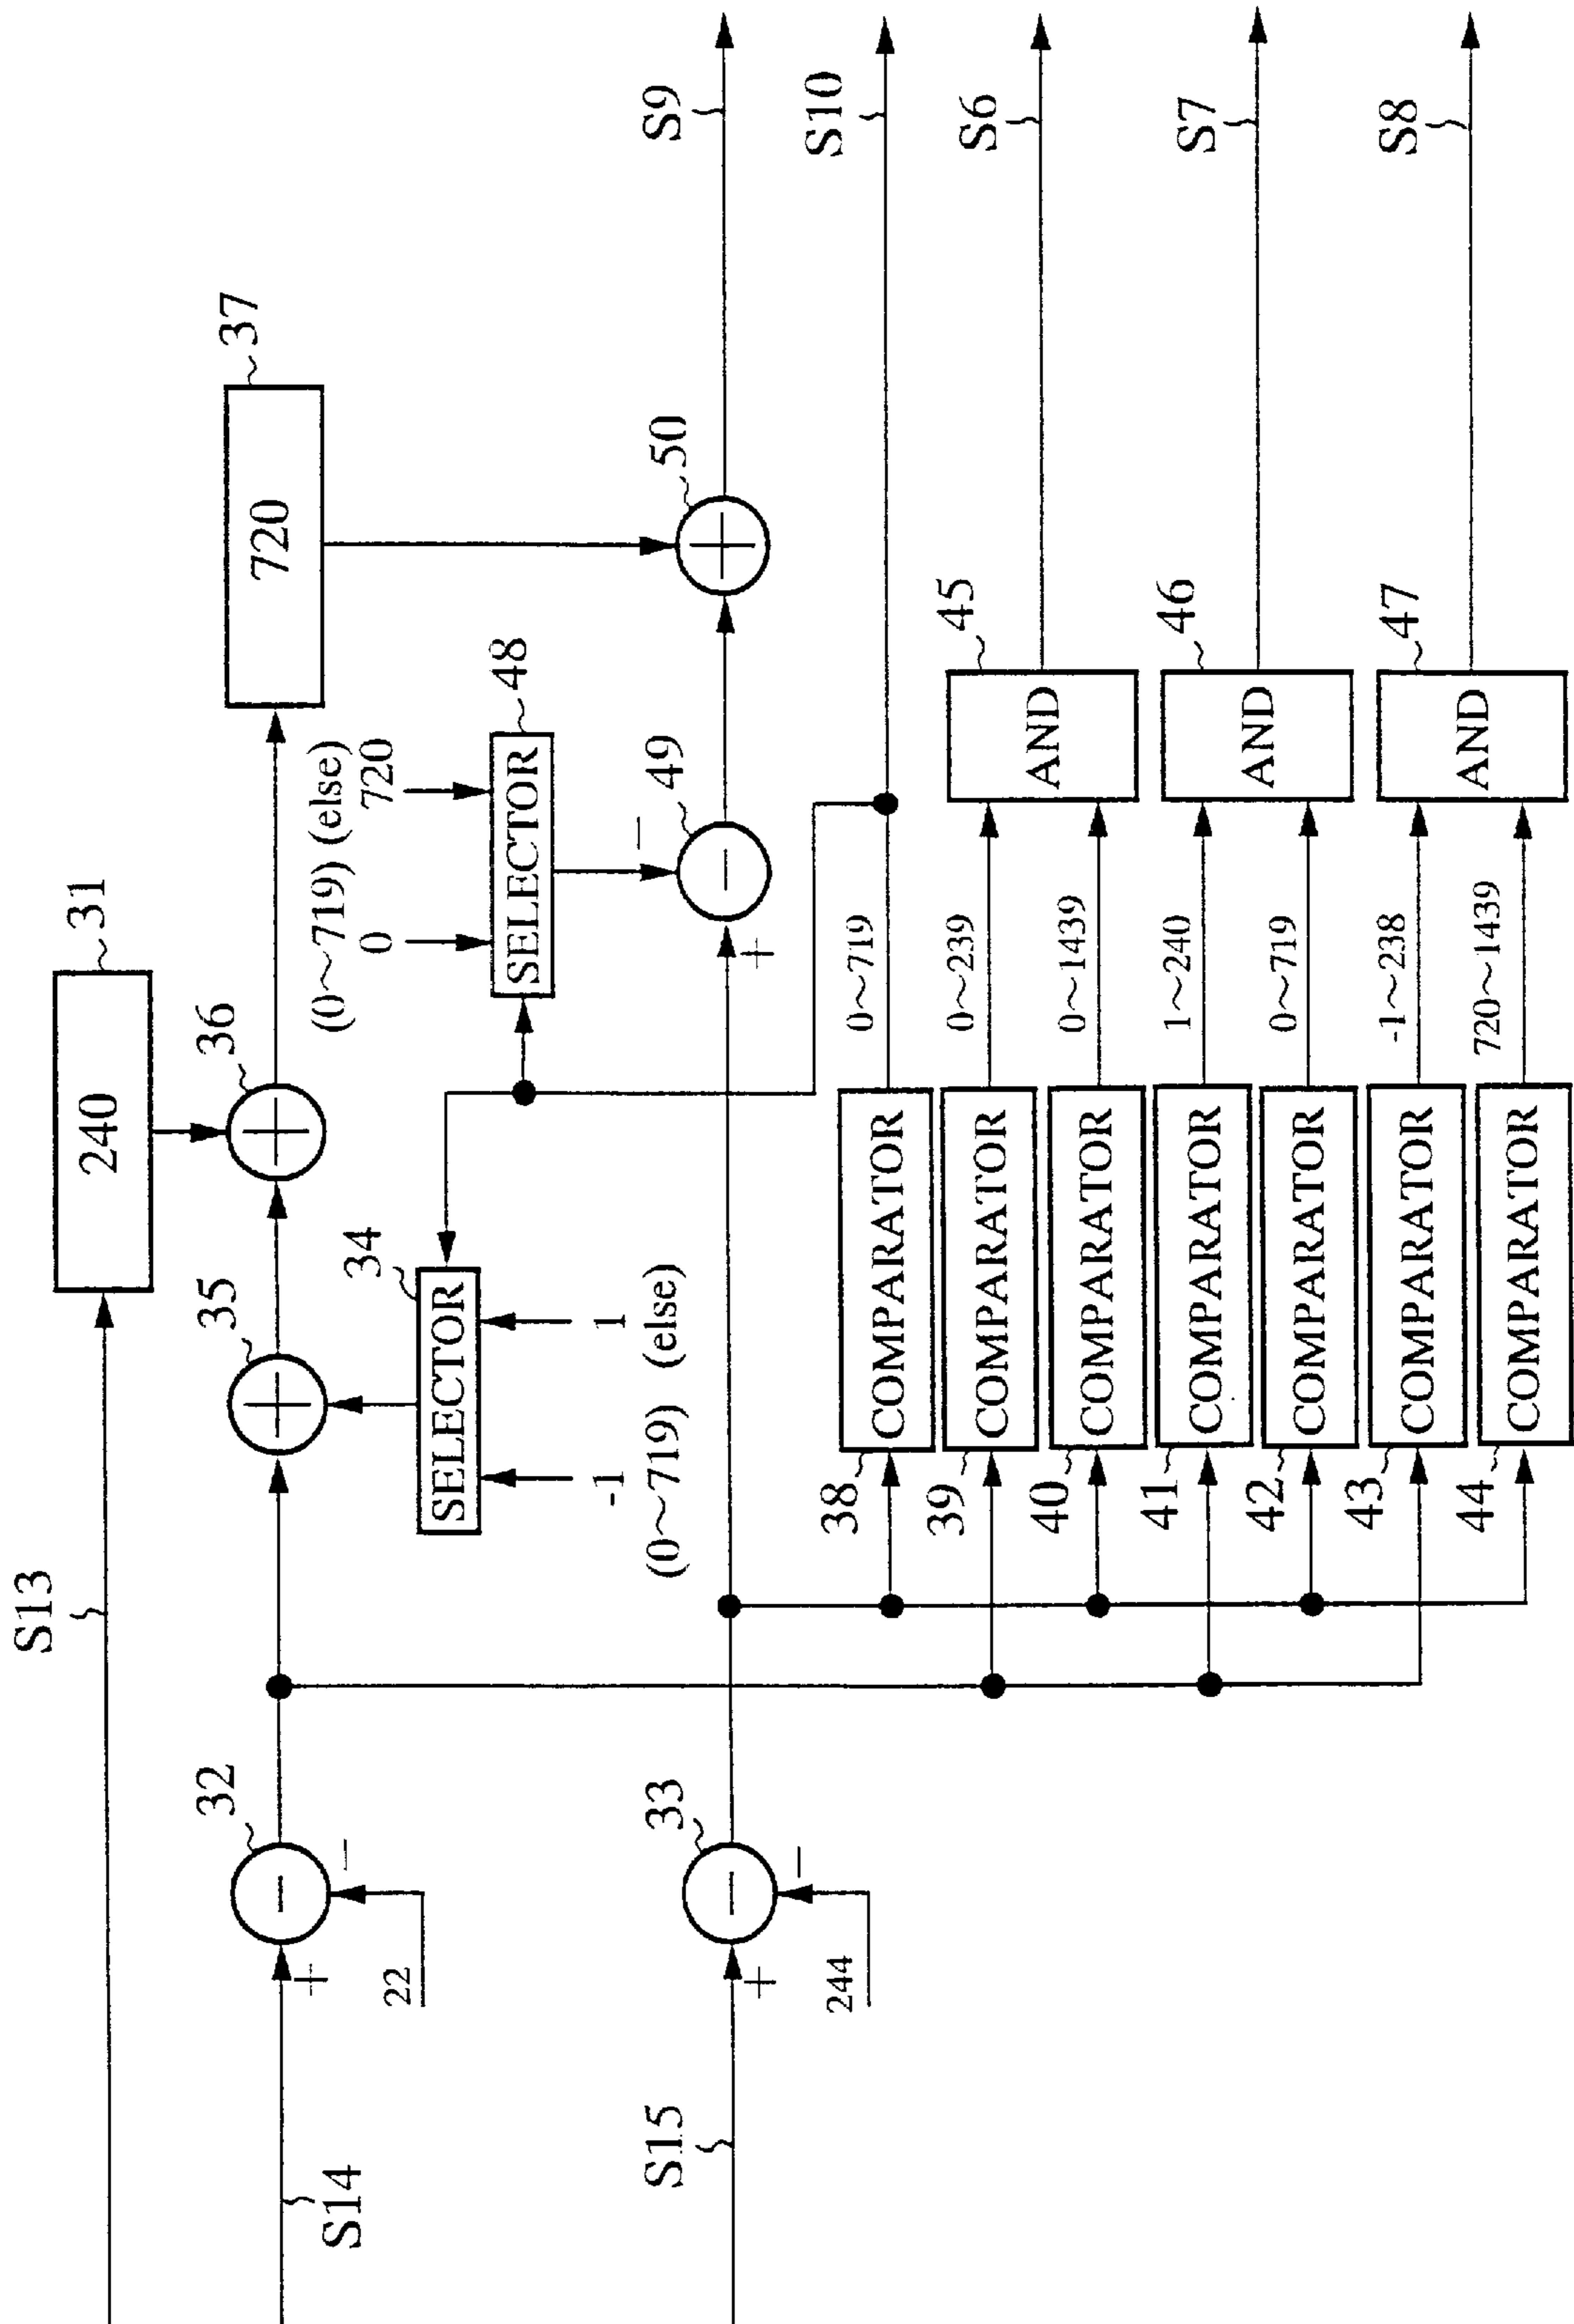 S13
31
240
S14
32
+
−
22
35
36
37
720
34
SELECTOR
-1
1
(0~719)
(else)
(0~719)
(else)
0
720
48
SELECTOR
S15
33
+
−
244
49
+
−
50
S9
38
COMPARATOR
0~719
S10
39
COMPARATOR
0~239
40
COMPARATOR
0~1439
45
AND
S6
41
COMPARATOR
1~240
42
COMPARATOR
0~719
46
AND
S7
43
COMPARATOR
-1~238
44
COMPARATOR
720~1439
47
AND
S8